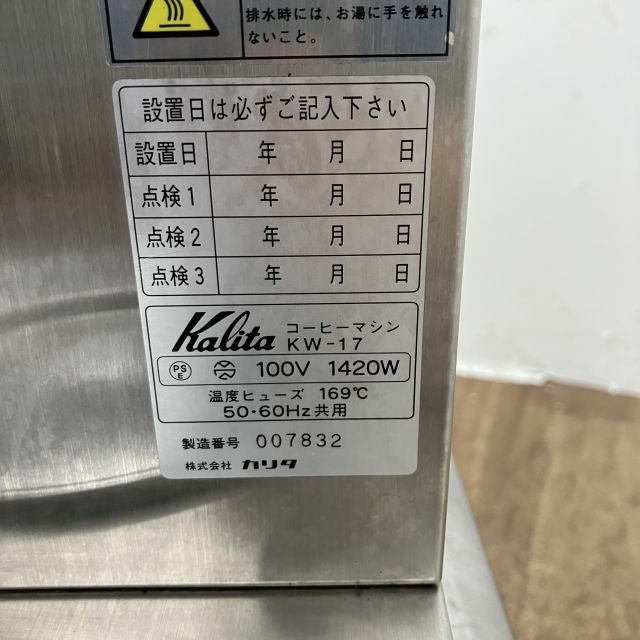 排水時には、お湯に手を触れ
ないこと。
設置日は必ずご記入下さい
設置日 年 月 日
点検1 年 月 日
点検2 年 月 日
点検3 年 月 日
Kalita コーヒーマシン
KW-17
PS
E 100V 1420W
温度ヒューズ 169℃
50・60Hz共用
製造番号 007832
株式会社 カリタ